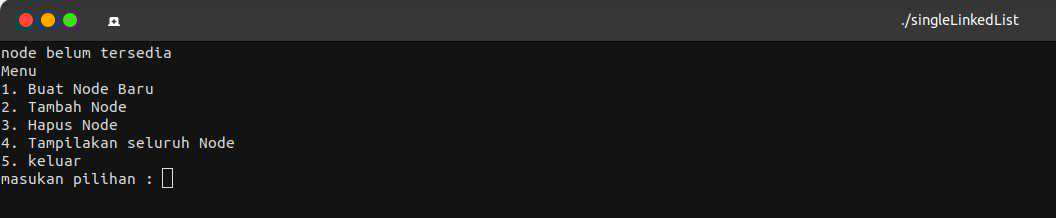 ./singleLinkedList
node belum tersedia
Menu
1. Buat Node Baru
2. Tambah Node
3. Hapus Node
4. Tampilakan seluruh Node
5. keluar
masukan pilihan :